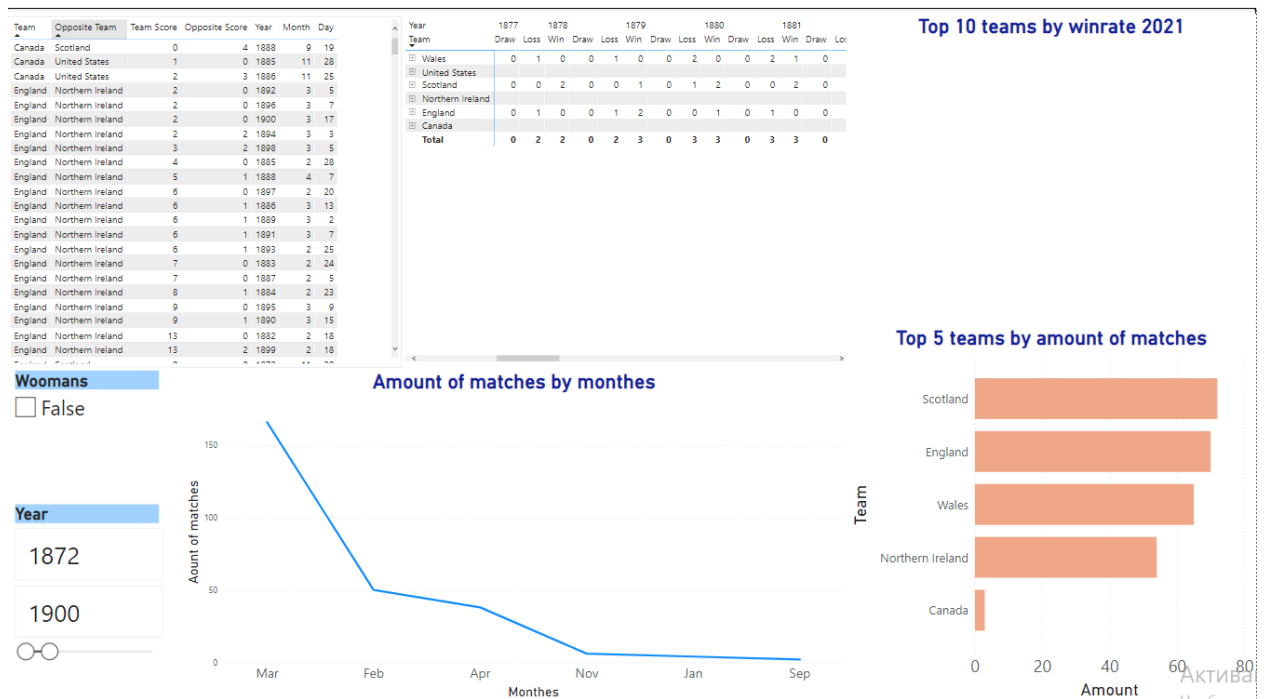 Team Opposite Team Team Score Opposite Score Year Month Day
Canada Scotland 0 4 1888 9 19
Canada United States 1 0 1885 11 28
Canada United States 2 3 1886 11 25
England Northern Ireland 2 0 1892 3 5
England Northern Ireland 2 0 1896 3 7
England Northern Ireland 2 0 1900 3 17
England Northern Ireland 2 2 1894 3 3
England Northern Ireland 3 2 1898 3 5
England Northern Ireland 4 0 1885 2 28
England Northern Ireland 5 1 1888 4 7
England Northern Ireland 6 0 1897 2 20
England Northern Ireland 6 1 1886 3 13
England Northern Ireland 6 1 1889 3 2
England Northern Ireland 6 1 1891 3 7
England Northern Ireland 6 1 1893 2 25
England Northern Ireland 7 0 1883 2 24
England Northern Ireland 7 0 1887 2 5
England Northern Ireland 8 1 1884 2 23
England Northern Ireland 9 0 1895 3 9
England Northern Ireland 9 1 1890 3 15
England Northern Ireland 13 0 1882 2 18
England Northern Ireland 13 2 1899 2 18
Year 1877 1878 1879 1880 1881
Team Draw Loss Win Draw Loss Win Draw Loss Win Draw Loss Win Draw
Wales 0 1 0 0 1 0 0 2 0 0 2 1 0
United States
Scotland 0 0 2 0 0 1 0 1 2 0 0 2 0
Northern Ireland
England 0 1 0 0 1 2 0 0 1 0 1 0 0
Canada
Total 0 2 2 0 2 3 0 3 3 0 3 3 0
Top 10 teams by winrate 2021
Woomans
False
Year
1872
1900
Amount of matches by monthes
Aount of matches
150
100
50
0
Mar Feb Apr Nov Jan Sep
Monthes
Top 5 teams by amount of matches
Team
Scotland
England
Wales
Northern Ireland
Canada
0 20 40 60 80
Amount